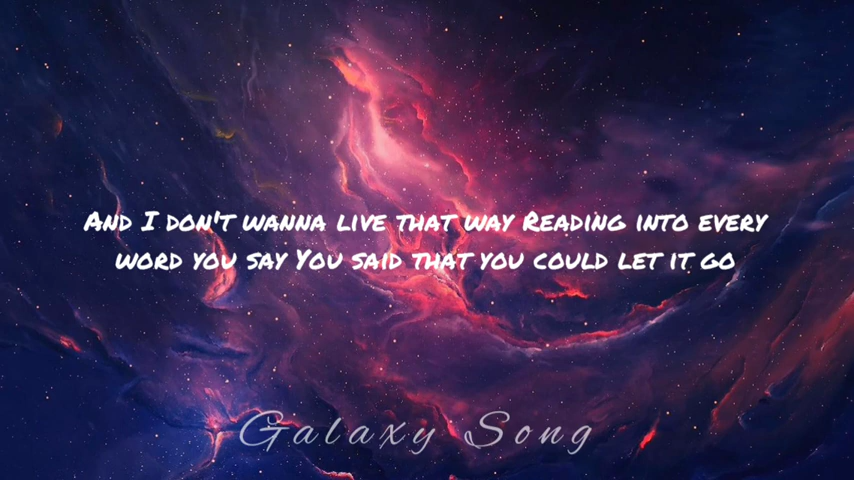 And I don't wanna live that way Reading into every
word you say You said that you could let it go
Galaxy Song